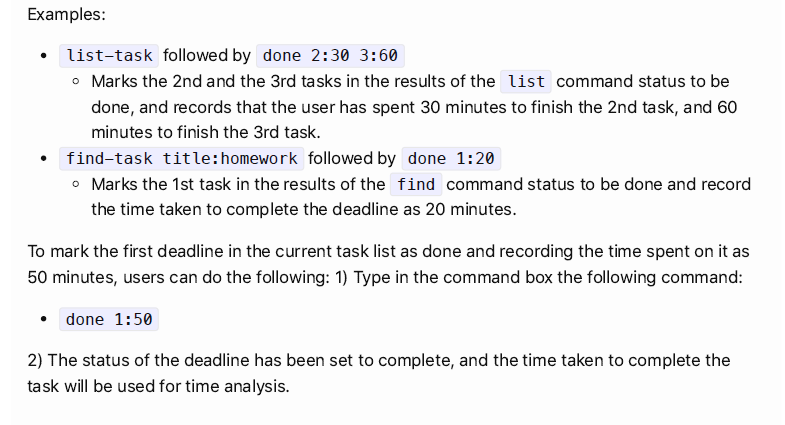 Examples:
• list-task followed by done 2:30 3:60
◦ Marks the 2nd and the 3rd tasks in the results of the list command status to be
done, and records that the user has spent 30 minutes to finish the 2nd task, and 60
minutes to finish the 3rd task.
• find-task title:homework followed by done 1:20
◦ Marks the 1st task in the results of the find command status to be done and record
the time taken to complete the deadline as 20 minutes.
To mark the first deadline in the current task list as done and recording the time spent on it as
50 minutes, users can do the following: 1) Type in the command box the following command:
• done 1:50
2) The status of the deadline has been set to complete, and the time taken to complete the
task will be used for time analysis.